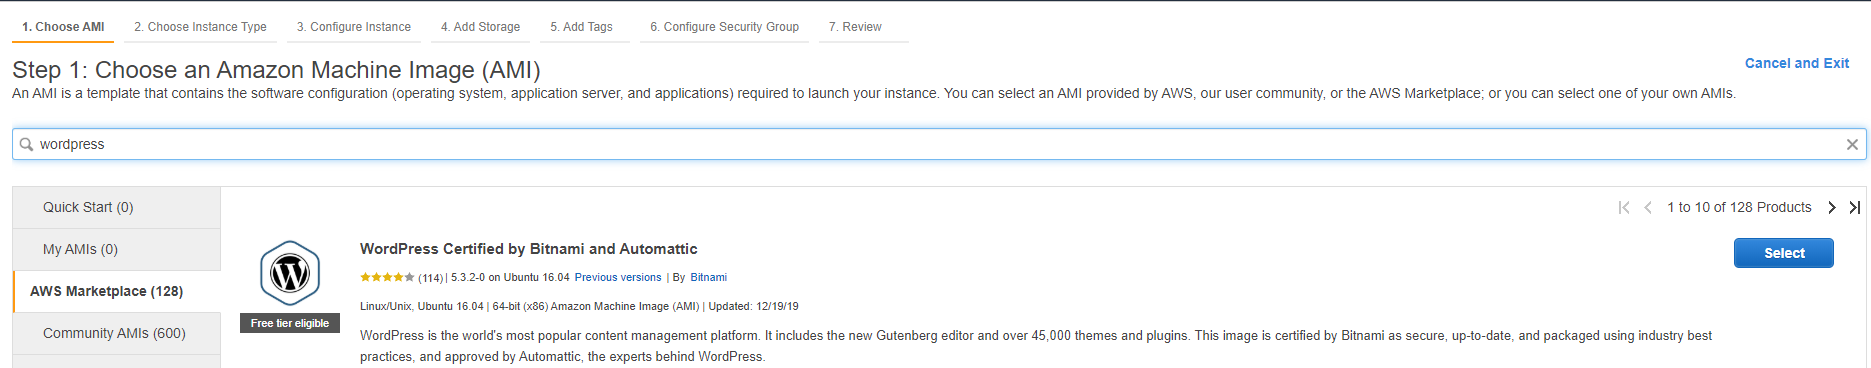 1. Choose AMI 2. Choose Instance Type 3. Configure Instance 4. Add Storage 5. Add Tags 6. Configure Security Group 7. Review
Step 1: Choose an Amazon Machine Image (AMI)
Cancel and Exit
An AMI is a template that contains the software configuration (operating system, application server, and applications) required to launch your instance. You can select an AMI provided by AWS, our user community, or the AWS Marketplace; or you can select one of your own AMIs.
wordpress
Quick Start (0)
My AMIs (0)
AWS Marketplace (128)
Community AMIs (600)
1 to 10 of 128 Products
Free tier eligible
WordPress Certified by Bitnami and Automattic
Select
(114) | 5.3.2-0 on Ubuntu 16.04 Previous versions | By Bitnami
Linux/Unix, Ubuntu 16.04 | 64-bit (x86) Amazon Machine Image (AMI) | Updated: 12/19/19
WordPress is the world's most popular content management platform. It includes the new Gutenberg editor and over 45,000 themes and plugins. This image is certified by Bitnami as secure, up-to-date, and packaged using industry best
practices, and approved by Automattic, the experts behind WordPress.